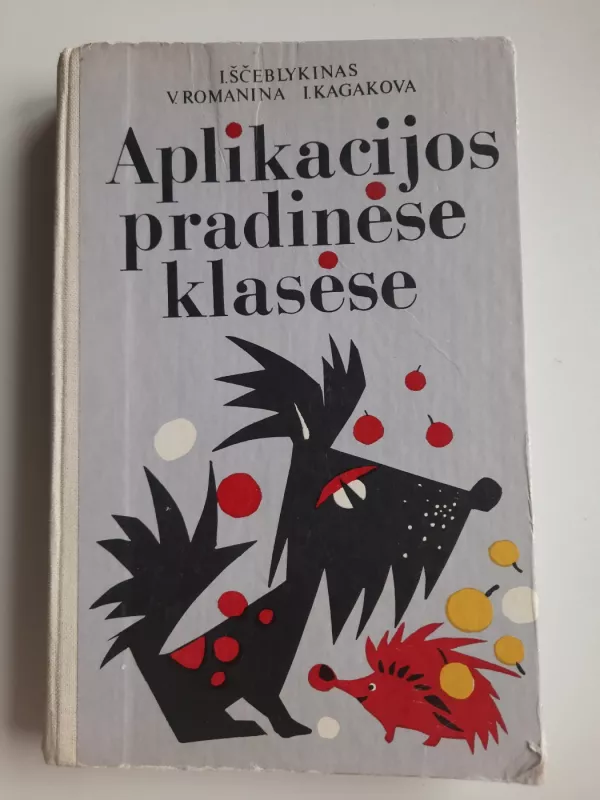 I.ŠČEBLYKINAS
V.ROMANINA I.KAGAKOVA
Aplikacijos
pradinėse
klasėse